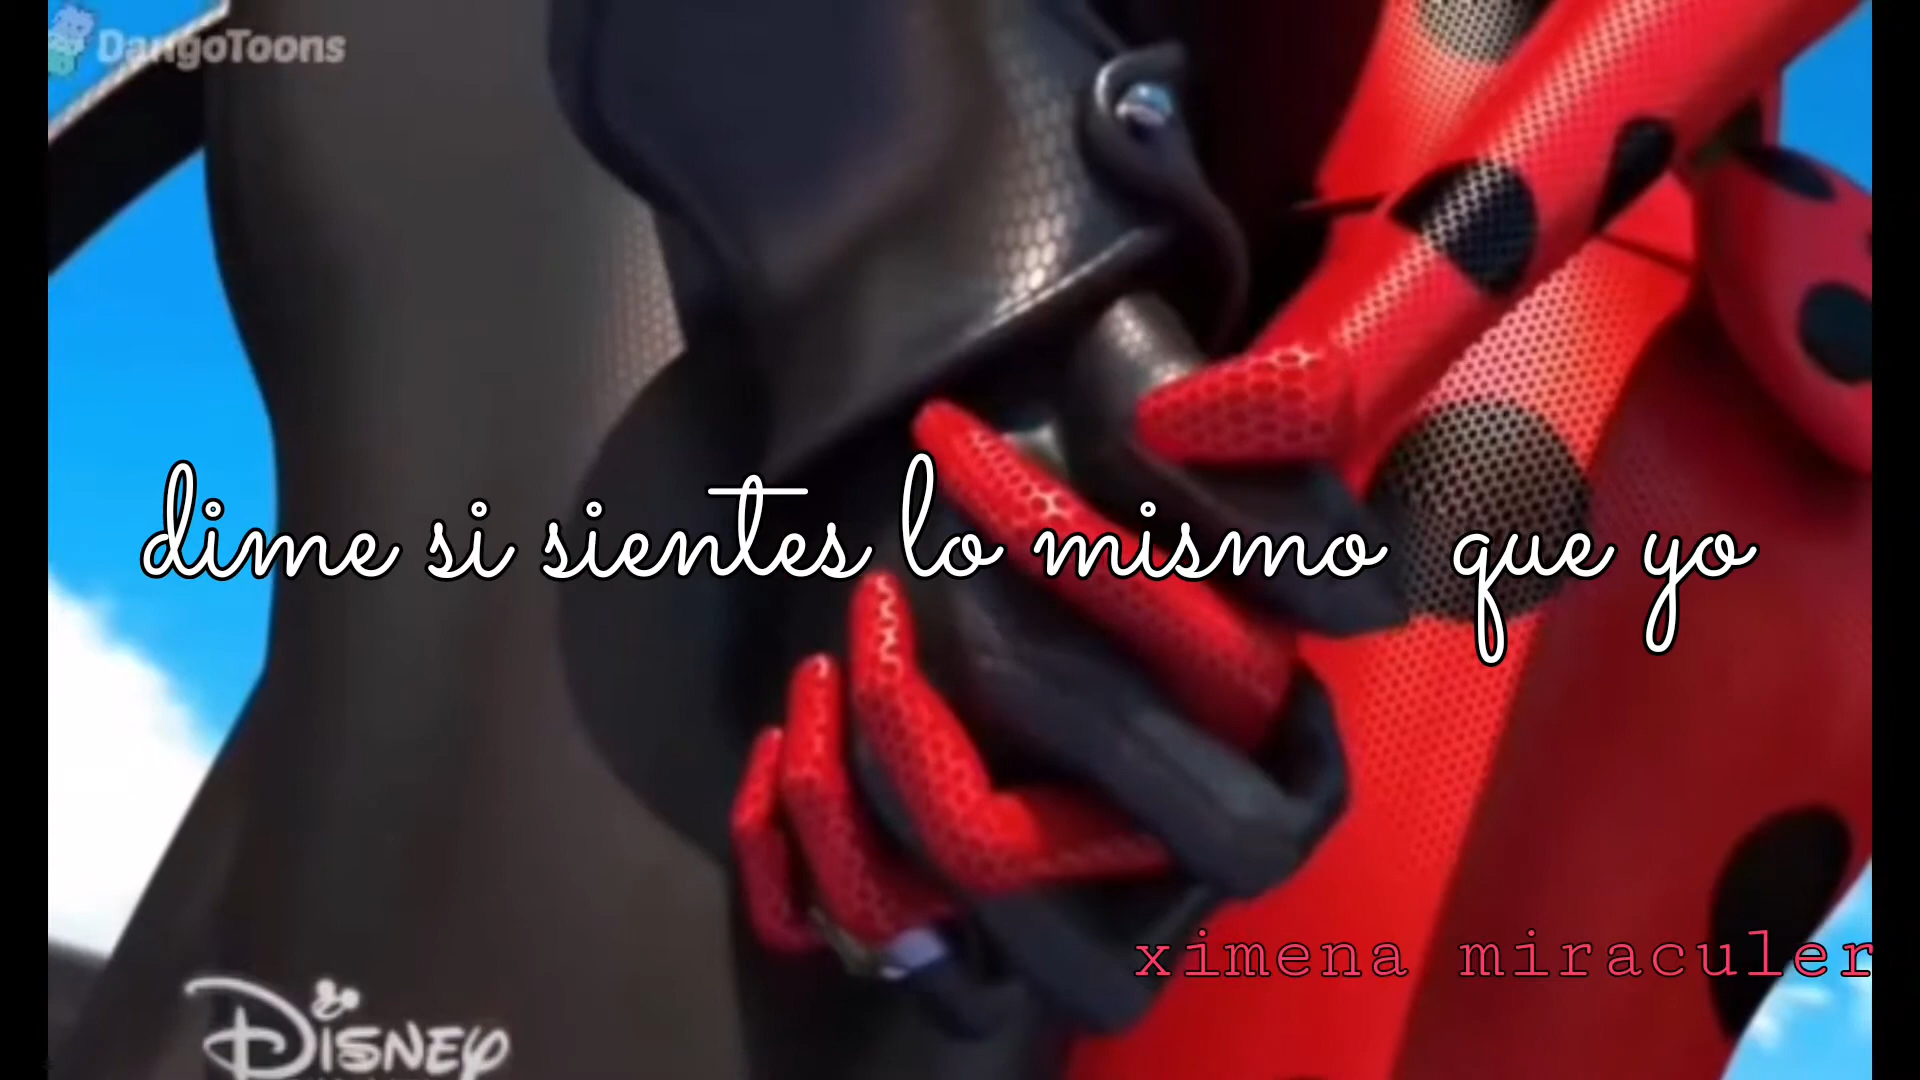 DangoToons
dime si sientes lo mismo que yo
ximena miraculer
Disney